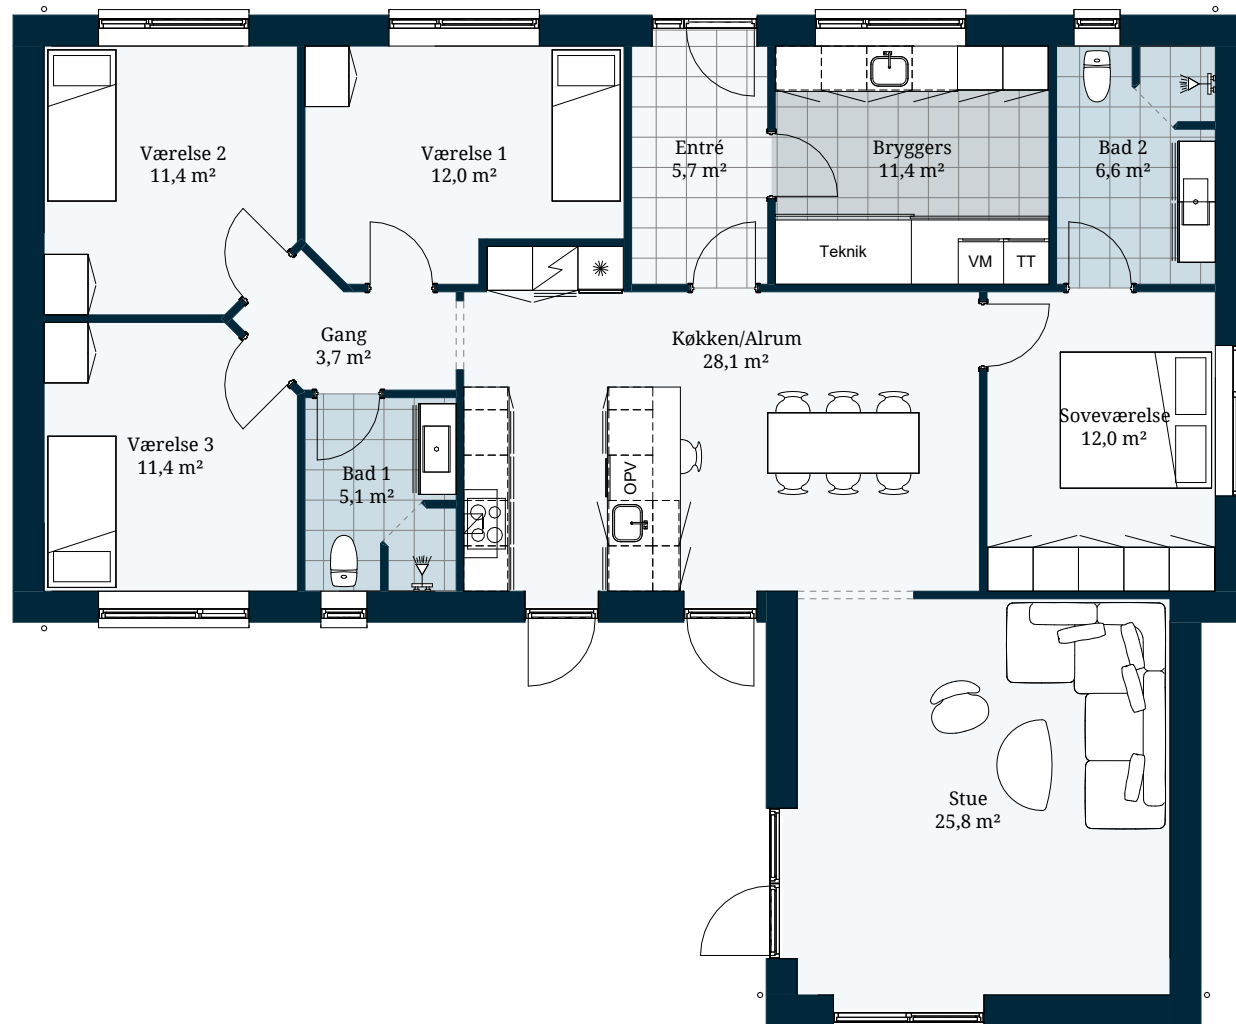 Værelse 2
11,4 m²
Værelse 1
12,0 m²
Entré
5,7 m²
Bryggers
11,4 m²
Bad 2
6,6 m²
Teknik
VM
TT
Gang
3,7 m²
Køkken/Alrum
28,1 m²
Soveværelse
12,0 m²
Værelse 3
11,4 m²
Bad 1
5,1 m²
OPV
Stue
25,8 m²